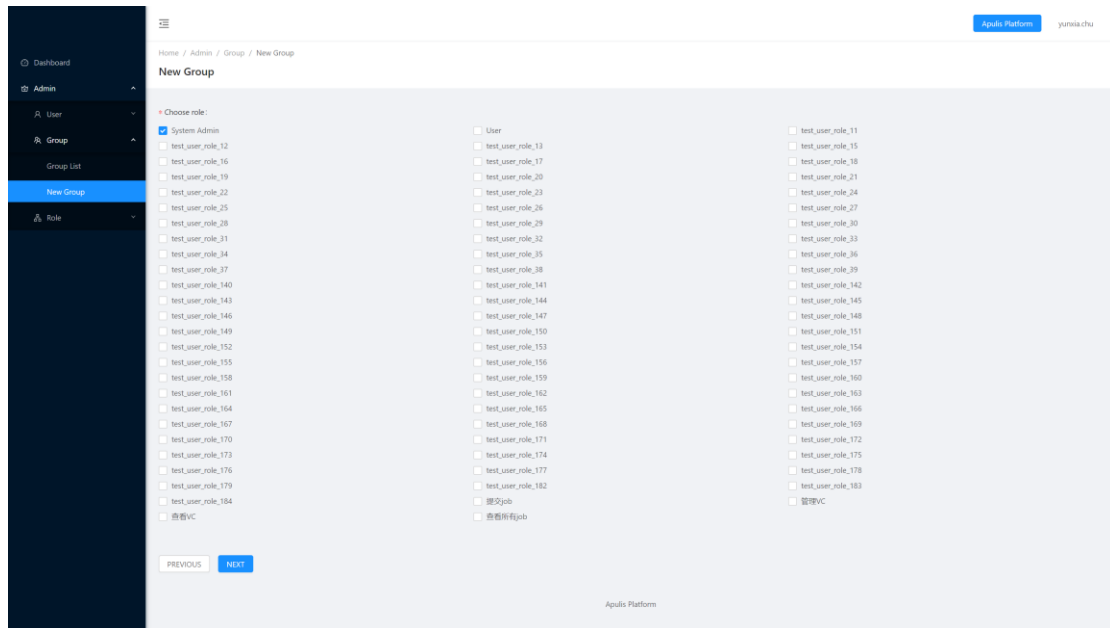 Apulis Platform yunxia.chu
Home / Admin / Group / New Group
New Group
Dashboard
Admin
User
Group
Group List
New Group
Role
* Choose role:
System Admin User test_user_role_11
test_user_role_12 test_user_role_13 test_user_role_15
test_user_role_16 test_user_role_17 test_user_role_18
test_user_role_19 test_user_role_20 test_user_role_21
test_user_role_22 test_user_role_23 test_user_role_24
test_user_role_25 test_user_role_26 test_user_role_27
test_user_role_28 test_user_role_29 test_user_role_30
test_user_role_31 test_user_role_32 test_user_role_33
test_user_role_34 test_user_role_35 test_user_role_36
test_user_role_37 test_user_role_38 test_user_role_39
test_user_role_140 test_user_role_141 test_user_role_142
test_user_role_143 test_user_role_144 test_user_role_145
test_user_role_146 test_user_role_147 test_user_role_148
test_user_role_149 test_user_role_150 test_user_role_151
test_user_role_152 test_user_role_153 test_user_role_154
test_user_role_155 test_user_role_156 test_user_role_157
test_user_role_158 test_user_role_159 test_user_role_160
test_user_role_161 test_user_role_162 test_user_role_163
test_user_role_164 test_user_role_165 test_user_role_166
test_user_role_167 test_user_role_168 test_user_role_169
test_user_role_170 test_user_role_171 test_user_role_172
test_user_role_173 test_user_role_174 test_user_role_175
test_user_role_176 test_user_role_177 test_user_role_178
test_user_role_179 test_user_role_182 test_user_role_183
test_user_role_184 提交job 管理VC
查看VC 查看所有job
PREVIOUS NEXT
Apulis Platform